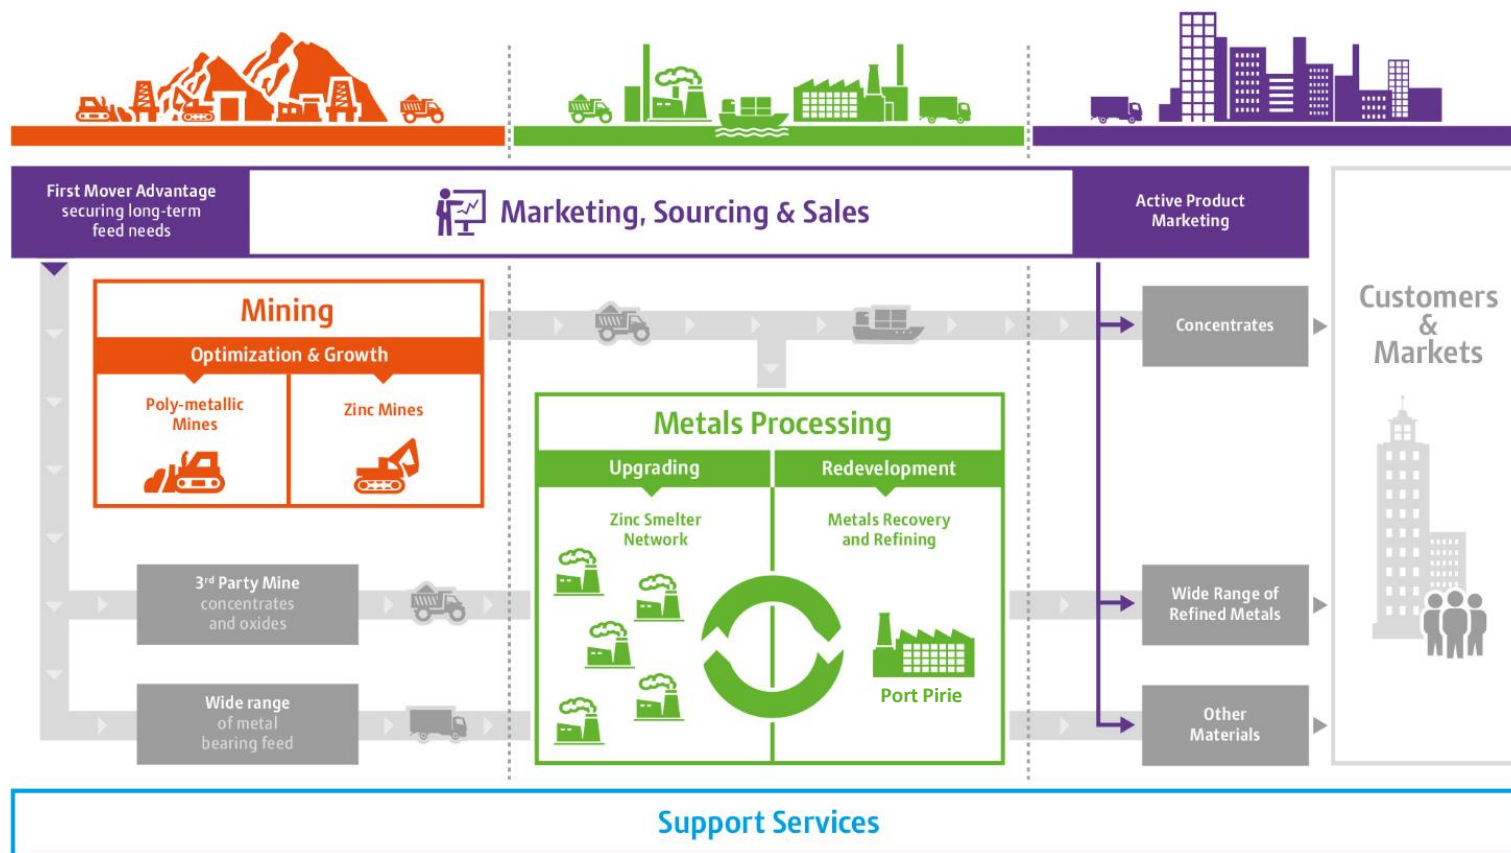 First Mover Advantage
securing long-term
feed needs
Marketing, Sourcing & Sales
Active Product
Marketing
Mining
Optimization & Growth
Poly-metallic
Mines
Zinc Mines
Concentrates
Customers
&
Markets
Metals Processing
Upgrading
Redevelopment
Zinc Smelter
Network
Metals Recovery
and Refining
3rd Party Mine
concentrates
and oxides
Wide Range of
Refined Metals
Port Pirie
Wide range
of metal
bearing feed
Other
Materials
Support Services